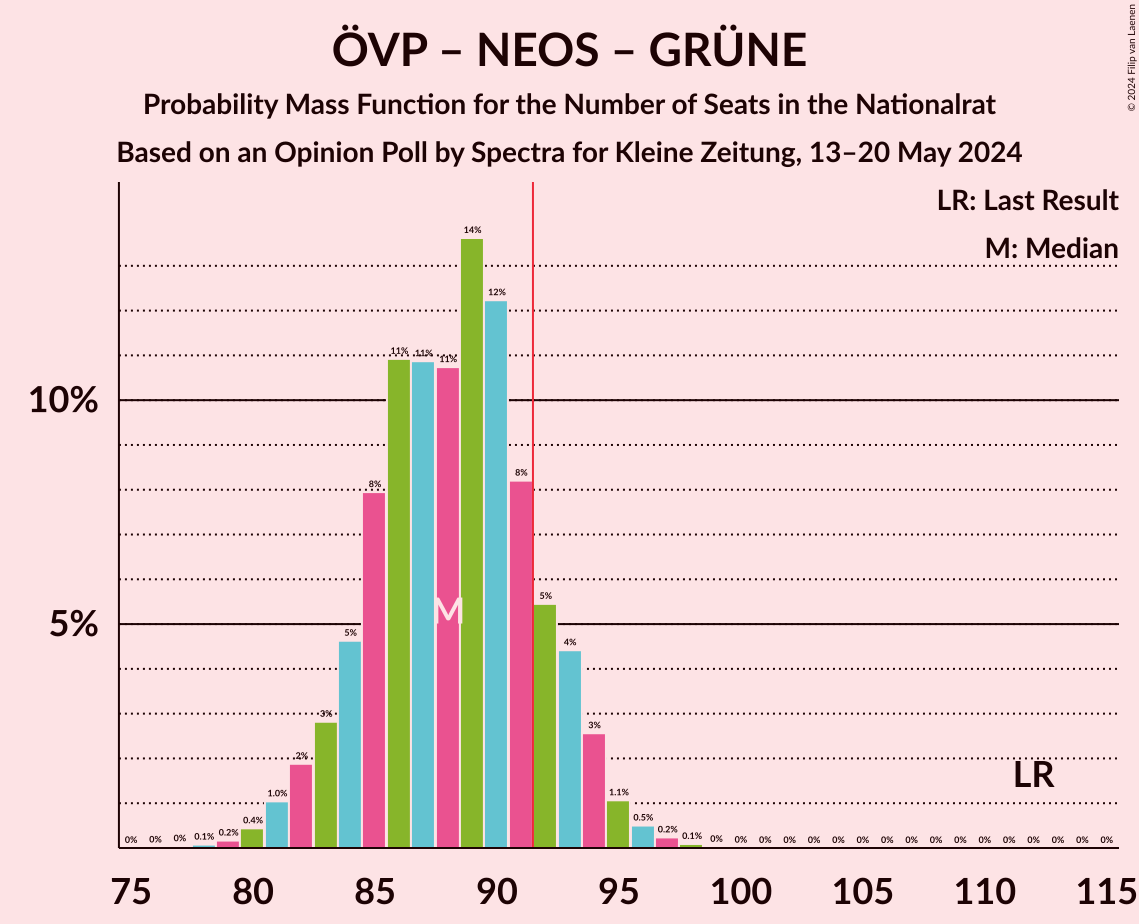 ÖVP – NEOS – GRÜNE
Probability Mass Function for the Number of Seats in the Nationalrat
Based on an Opinion Poll by Spectra for Kleine Zeitung, 13–20 May 2024
© 2024 Filip van Laenen
LR: Last Result
M: Median
10%
5%
0% 0% 0% 0.1% 0.2% 0.4% 1.0% 2% 3% 5% 8% 11% 11% 11% 14% 12% 8% 5% 4% 3% 1.1% 0.5% 0.2% 0.1% 0% 0% 0% 0% 0% 0% 0% 0% 0% 0% 0% 0% 0% 0% 0% 0% 0%
M
LR
75 80 85 90 95 100 105 110 115